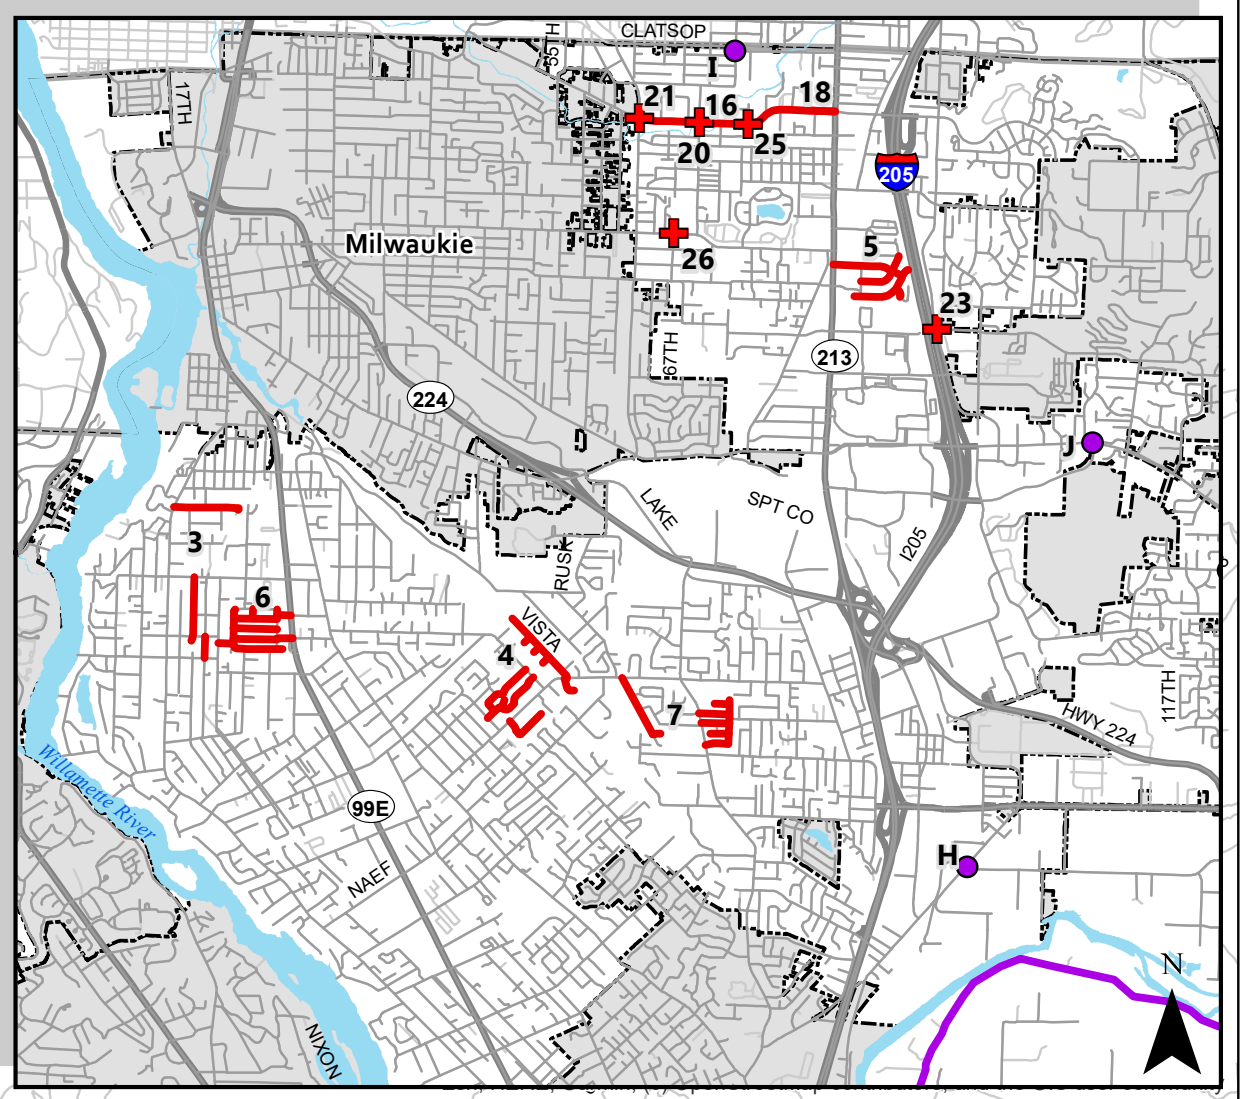 CLATSOP
55TH
I
17TH
21
16
18
20
25
205
Milwaukie
26
5
23
67TH
213
224
J
LAKE
SPT CO
I205
3
RUSK
6
VISTA
4
7
117TH
HWY 224
Willamette River
99E
H
NAEF
N
NIXON